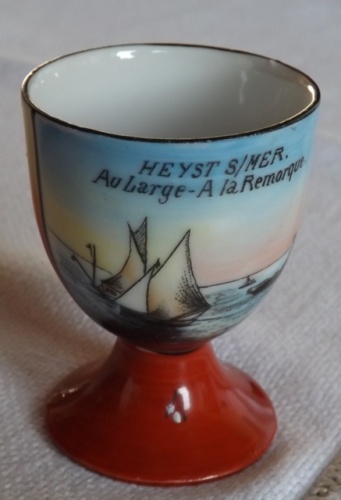 HEYST S/MER.
Au Large - A la Remorque